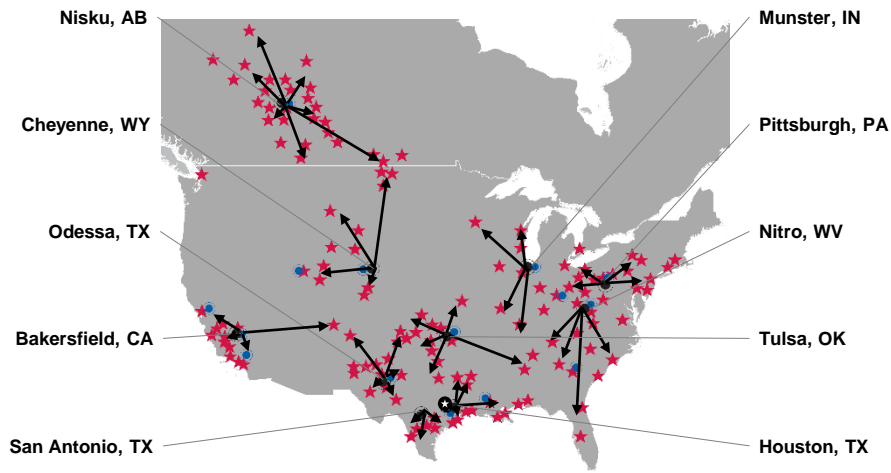 Nisku, AB
Munster, IN
Cheyenne, WY
Pittsburgh, PA
Odessa, TX
Nitro, WV
Bakersfield, CA
Tulsa, OK
San Antonio, TX
Houston, TX